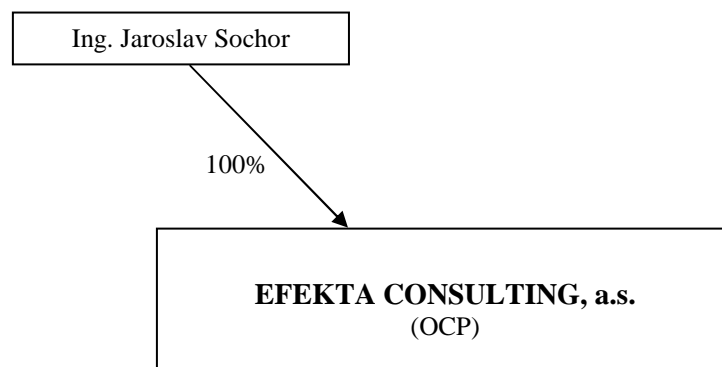 Ing. Jaroslav Sochor
100%
EFEKTA CONSULTING, a.s.
(OCP)